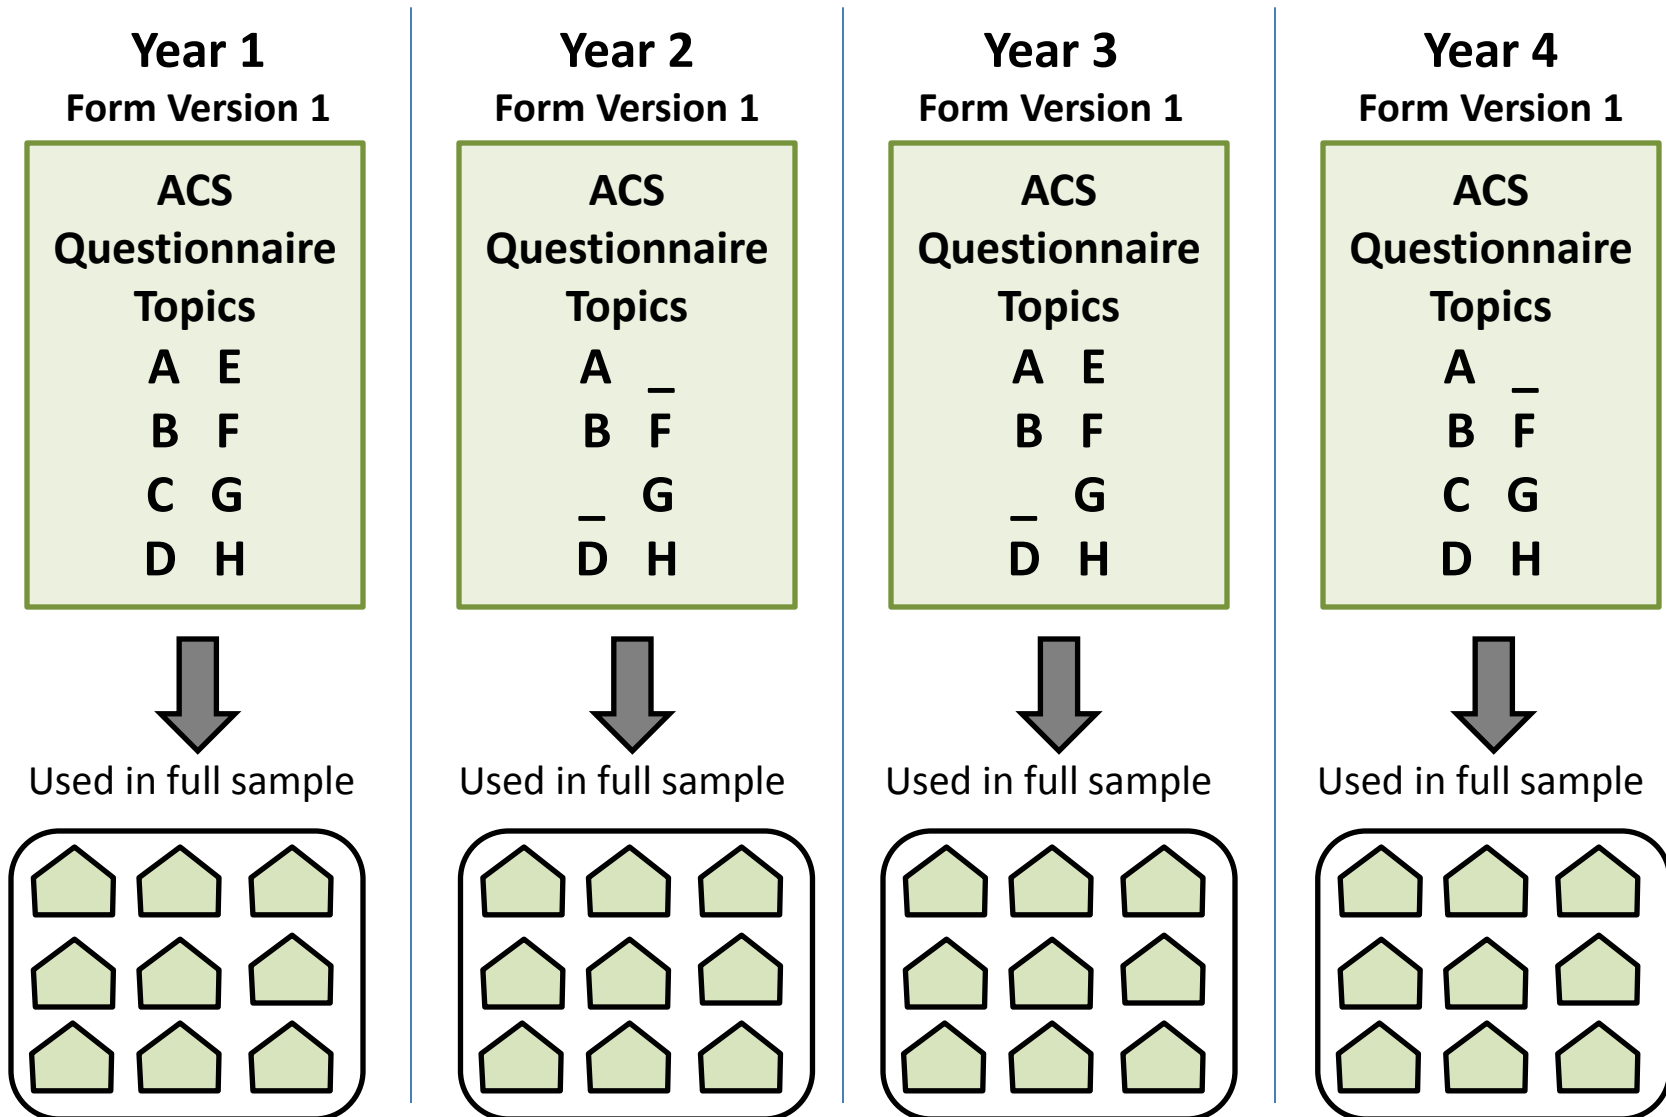 Year 1
Form Version 1
ACS
Questionnaire
Topics
A E
B F
C G
D H
Used in full sample
Year 2
Form Version 1
ACS
Questionnaire
Topics
A _
B F
_ G
D H
Used in full sample
Year 3
Form Version 1
ACS
Questionnaire
Topics
A E
B F
_ G
D H
Used in full sample
Year 4
Form Version 1
ACS
Questionnaire
Topics
A _
B F
C G
D H
Used in full sample